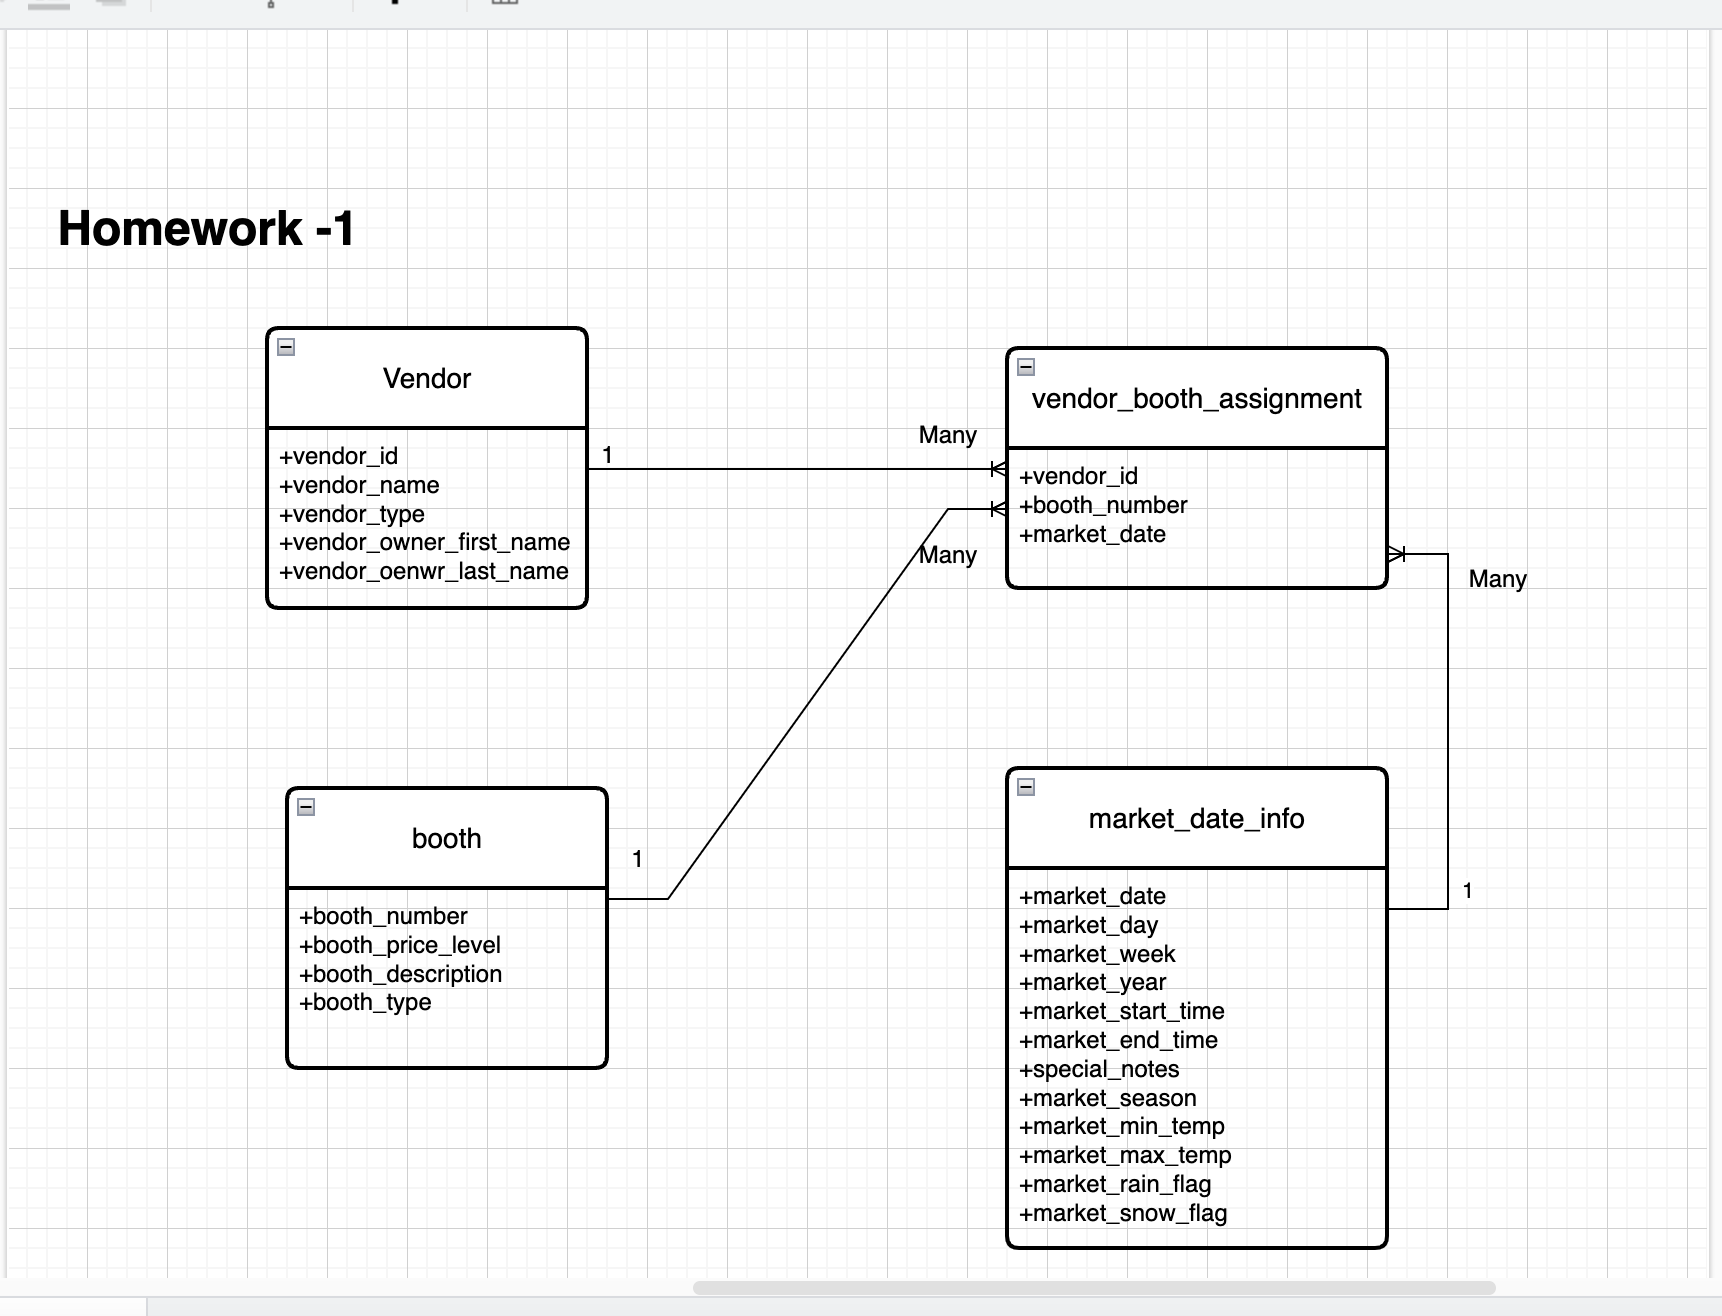 Homework -1
Vendor
+vendor_id
+vendor_name
+vendor_type
+vendor_owner_first_name
+vendor_oenwr_last_name
1
Many
vendor_booth_assignment
+vendor_id
+booth_number
+market_date
Many
Many
booth
+booth_number
+booth_price_level
+booth_description
+booth_type
1
market_date_info
+market_date
+market_day
+market_week
+market_year
+market_start_time
+market_end_time
+special_notes
+market_season
+market_min_temp
+market_max_temp
+market_rain_flag
+market_snow_flag
1